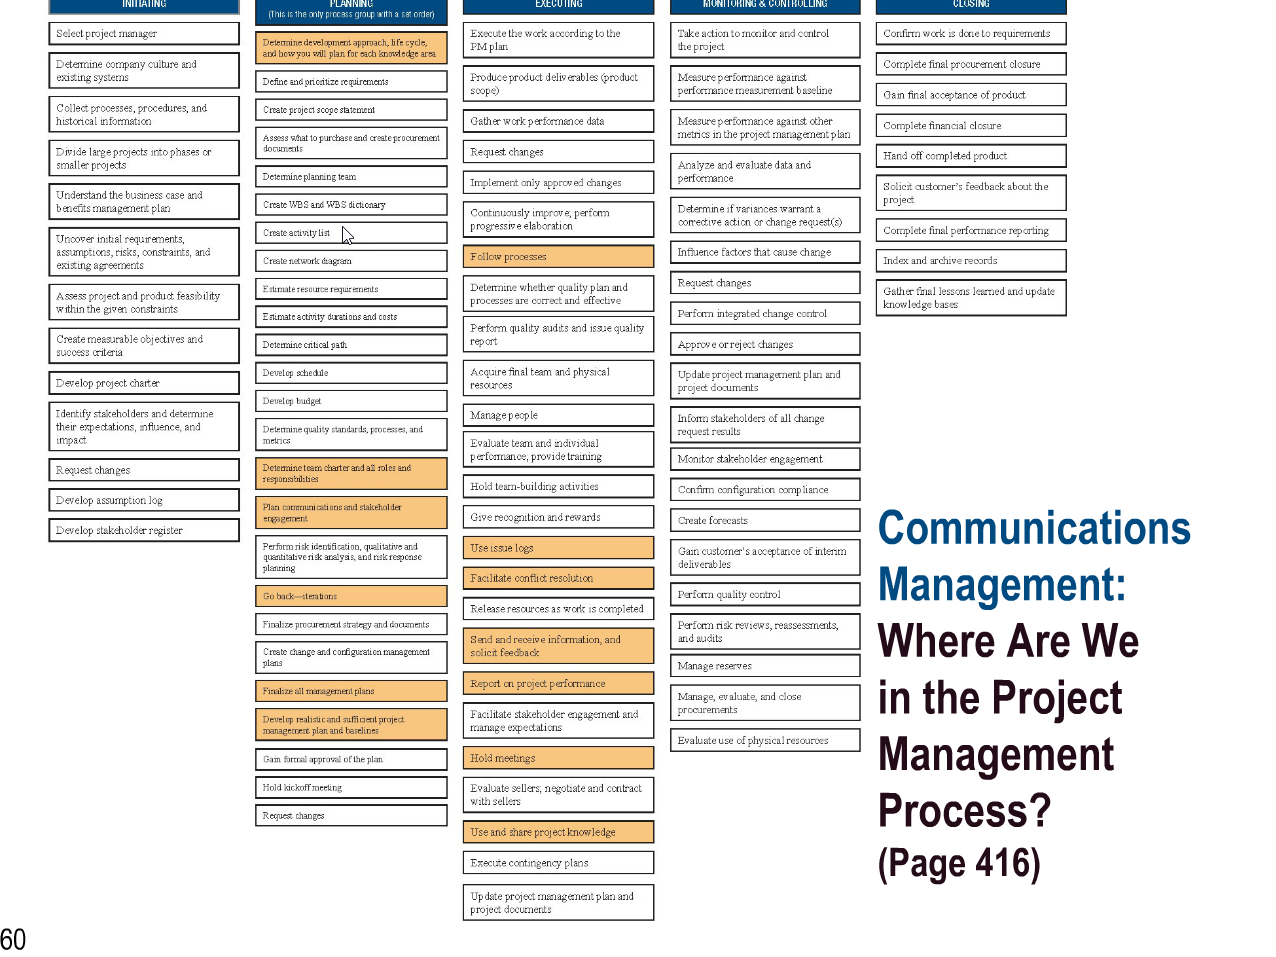 INITIATING
Select project manager
Determine company culture and
existing systems
Collect processes, procedures, and
historical information
Divide large projects into phases or
smaller projects
Understand the business case and
benefits management plan
Uncover initial requirements,
assumptions, risks, constraints, and
existing agreements
Assess project and product feasibility
within the given constraints
Create measurable objectives and
success criteria
Develop project charter
Identify stakeholders and determine
their expectations, influence, and
impact
Request changes
Develop assumption log
Develop stakeholder register
PLANNING
(This is the only process group with a set order)
Determine development approach, life cycle,
and how you will plan for each knowledge area
Define and prioritize requirements
Create project scope statement
Assess what to purchase and create procurement
documents
Determine planning team
Create WBS and WBS dictionary
Create activity list
Create network diagram
Estimate resource requirements
Estimate activity durations and costs
Determine critical path
Develop schedule
Develop budget
Determine quality standards, processes, and
metrics
Determine team charter and all roles and
responsibilities
Plan communications and stakeholder
engagement
Perform risk identification, qualitative and
quantitative risk analysis, and risk response
planning
Go back—iterations
Finalize procurement strategy and documents
Create change and configuration management
plans
Finalize all management plans
Develop realistic and sufficient project
management plan and baselines
Gain formal approval of the plan
Hold kickoff meeting
Request changes
EXECUTING
Execute the work according to the
PM plan
Produce product deliverables (product
scope)
Gather work performance data
Request changes
Implement only approved changes
Continuously improve; perform
progressive elaboration
Follow processes
Determine whether quality plan and
processes are correct and effective
Perform quality audits and issue quality
report
Acquire final team and physical
resources
Manage people
Evaluate team and individual
performance; provide training
Hold team-building activities
Give recognition and rewards
Use issue logs
Facilitate conflict resolution
Release resources as work is completed
Send and receive information, and
solicit feedback
Report on project performance
Facilitate stakeholder engagement and
manage expectations
Hold meetings
Evaluate sellers; negotiate and contract
with sellers
Use and share project knowledge
Execute contingency plans
Update project management plan and
project documents
MONITORING & CONTROLLING
Take action to monitor and control
the project
Measure performance against
performance measurement baseline
Measure performance against other
metrics in the project management plan
Analyze and evaluate data and
performance
Determine if variances warrant a
corrective action or change request(s)
Influence factors that cause change
Request changes
Perform integrated change control
Approve or reject changes
Update project management plan and
project documents
Inform stakeholders of all change
request results
Monitor stakeholder engagement
Confirm configuration compliance
Create forecasts
Gain customer's acceptance of interim
deliverables
Perform quality control
Perform risk reviews, reassessments,
and audits
Manage reserves
Manage, evaluate, and close
procurements
Evaluate use of physical resources
CLOSING
Confirm work is done to requirements
Complete final procurement closure
Gain final acceptance of product
Complete financial closure
Hand off completed product
Solicit customer's feedback about the
project
Complete final performance reporting
Index and archive records
Gather final lessons learned and update
knowledge bases
Communications
Management:
Where Are We
in the Project
Management
Process?
(Page 416)
60